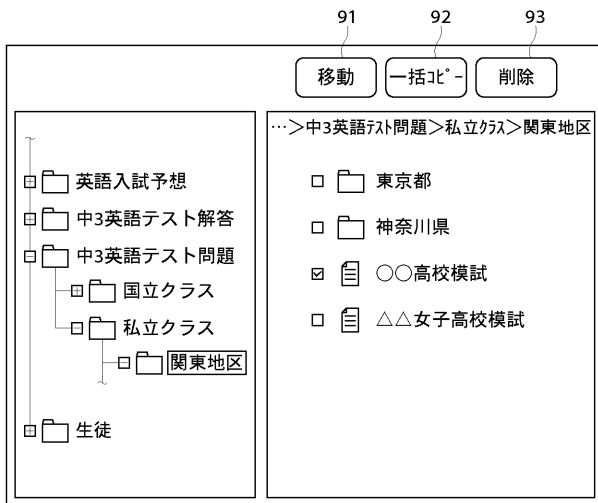 91 92 93
移動 一括ｺﾋﾟｰ 削除
…＞中3英語ﾃｽﾄ問題＞私立ｸﾗｽ＞関東地区
英語入試予想
中3英語テスト解答
中3英語テスト問題
国立クラス
私立クラス
関東地区
生徒
東京都
神奈川県
○○高校模試
△△女子高校模試